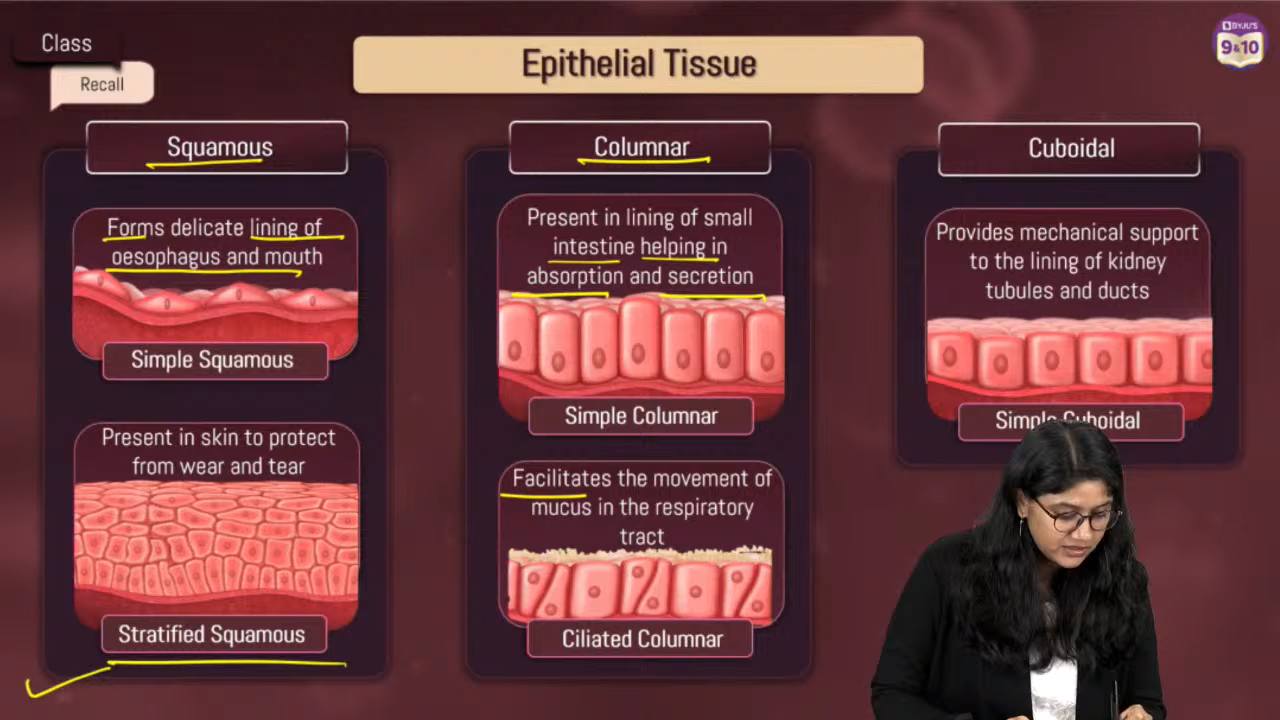 Class
Recall
Epithelial Tissue
BYJU'S
9&10
Squamous
Forms delicate lining of
oesophagus and mouth
Simple Squamous
Present in skin to protect
from wear and tear
Stratified Squamous
Columnar
Present in lining of small
intestine helping in
absorption and secretion
Simple Columnar
Facilitates the movement of
mucus in the respiratory
tract
Ciliated Columnar
Cuboidal
Provides mechanical support
to the lining of kidney
tubules and ducts
Simple Cuboidal